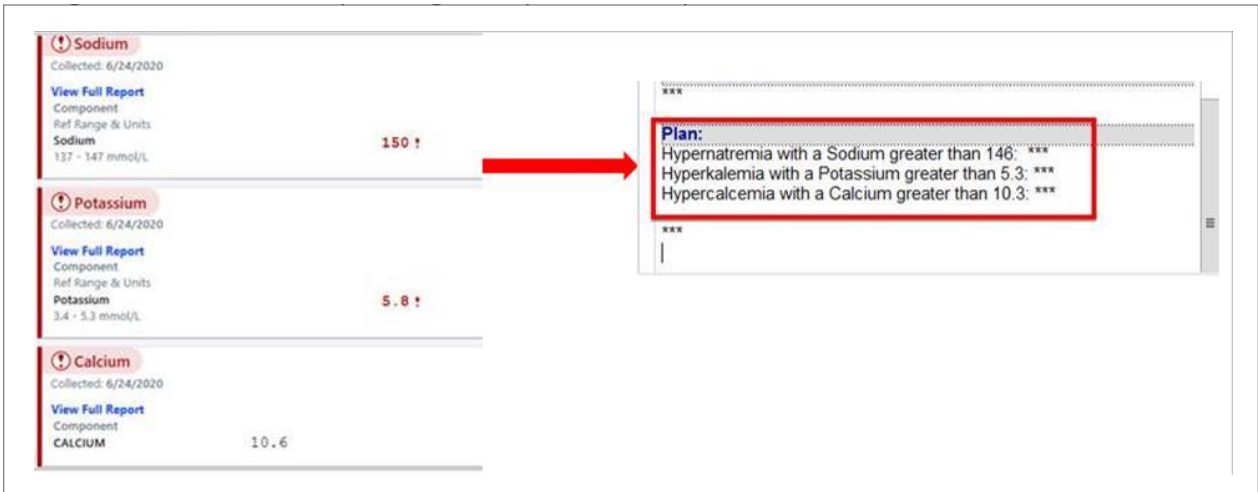 Sodium
Collected: 6/24/2020
View Full Report
Component
Ref Range & Units
Sodium 150 !
137 - 147 mmol/L
Potassium
Collected: 6/24/2020
View Full Report
Component
Ref Range & Units
Potassium 5.8 !
3.4 - 5.3 mmol/L
Calcium
Collected: 6/24/2020
View Full Report
Component
CALCIUM 10.6
***
Plan:
Hypernatremia with a Sodium greater than 146: ***
Hyperkalemia with a Potassium greater than 5.3: ***
Hypercalcemia with a Calcium greater than 10.3: ***
***